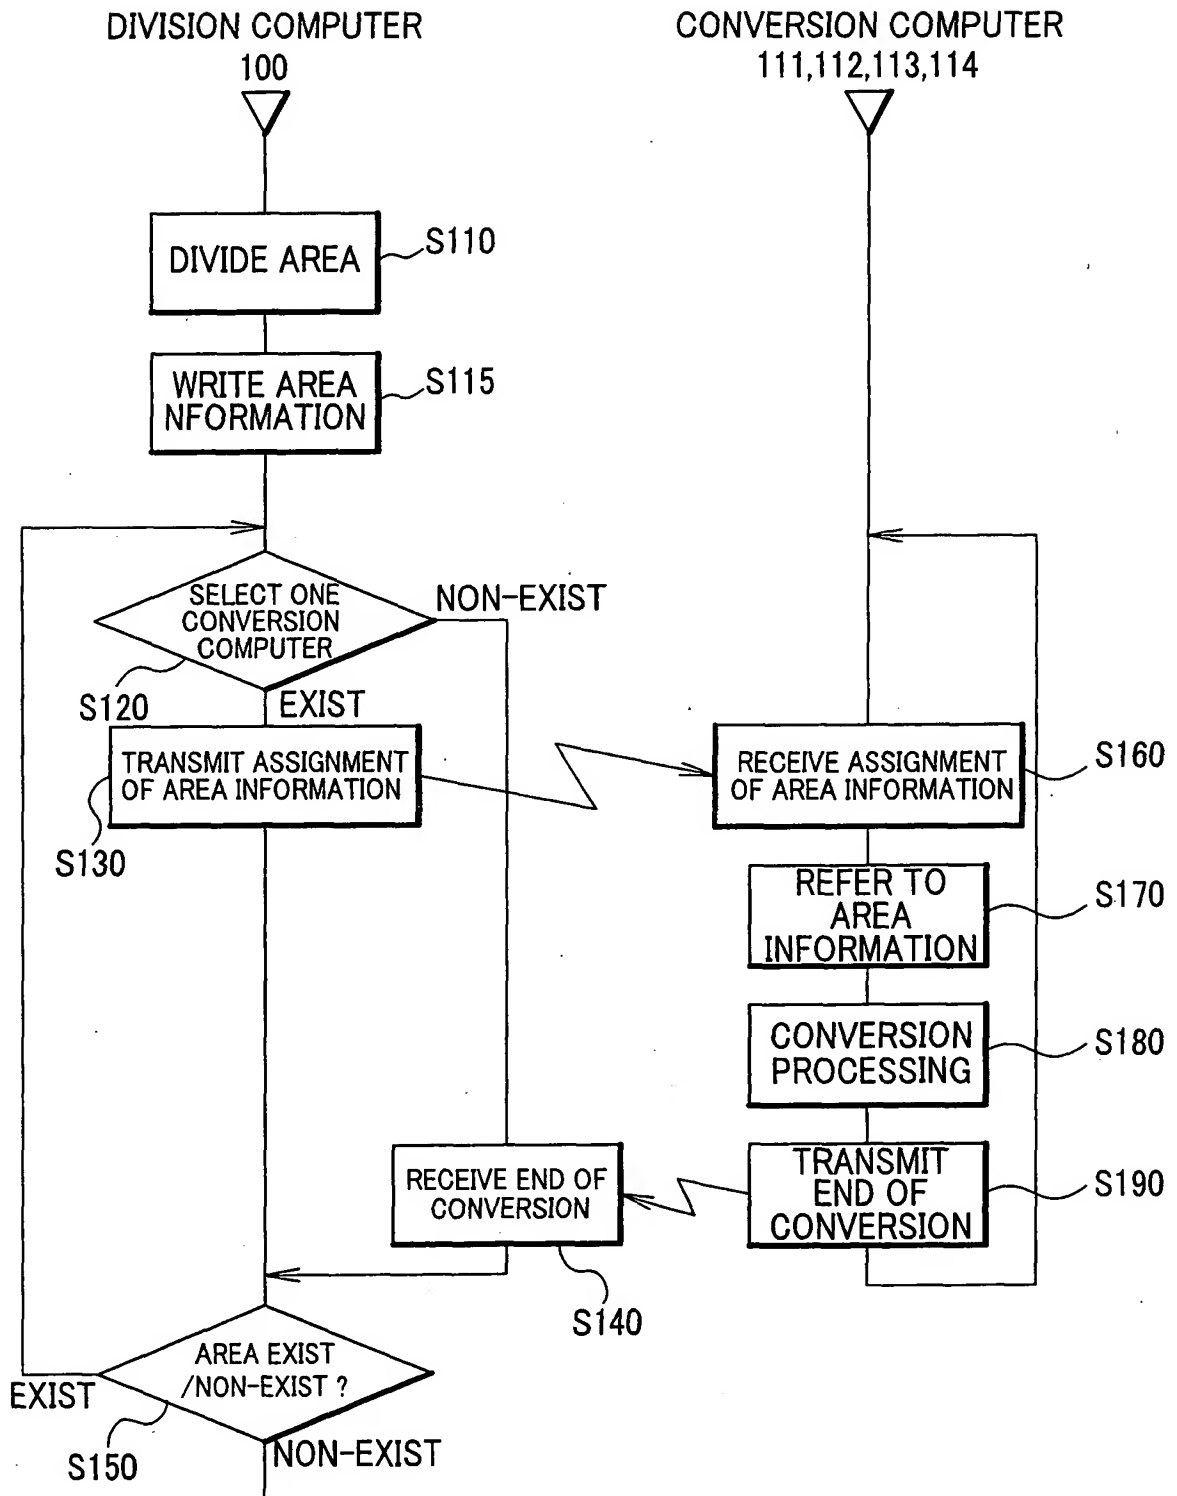 DIVISION COMPUTER
100
CONVERSION COMPUTER
111,112,113,114
DIVIDE AREA
S110
WRITE AREA
NFORMATION
S115
SELECT ONE
CONVERSION
COMPUTER
NON-EXIST
S120
EXIST
TRANSMIT ASSIGNMENT
OF AREA INFORMATION
S130
RECEIVE ASSIGNMENT
OF AREA INFORMATION
S160
REFER TO
AREA
INFORMATION
S170
CONVERSION
PROCESSING
S180
RECEIVE END OF
CONVERSION
S140
TRANSMIT
END OF
CONVERSION
S190
AREA EXIST
/NON-EXIST ?
EXIST
S150
NON-EXIST